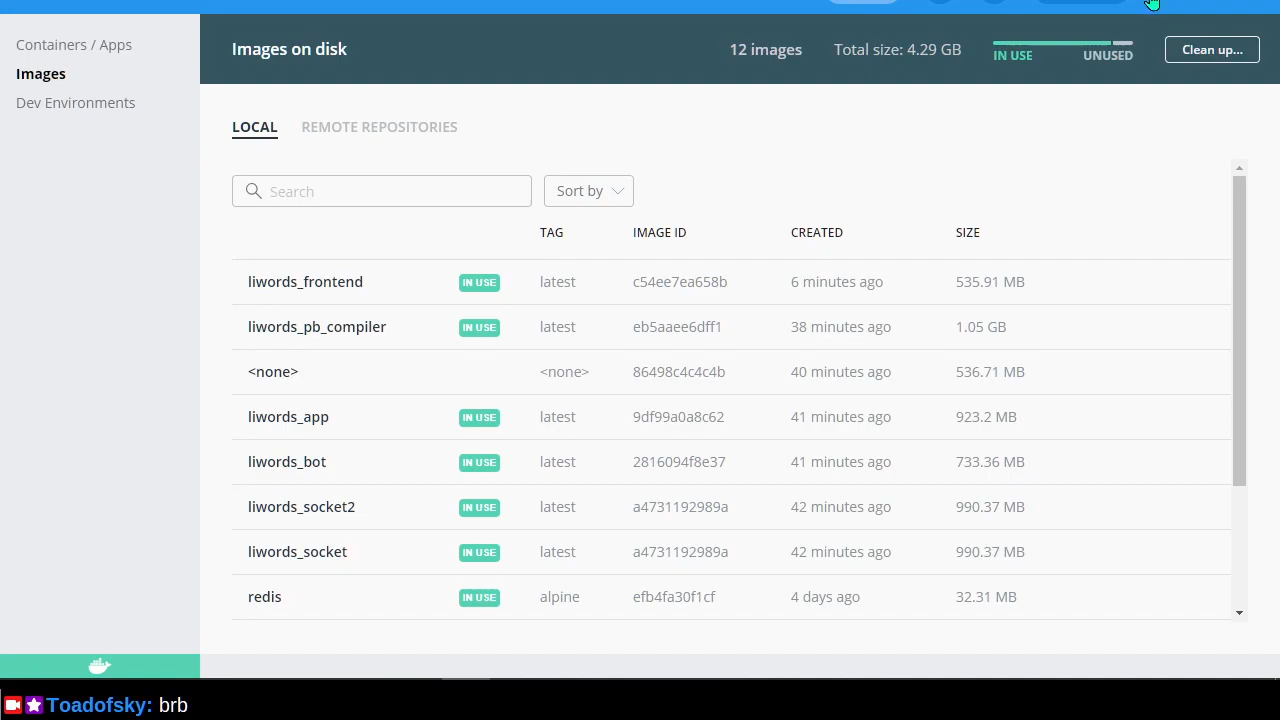 Containers / Apps
Images
Dev Environments
Images on disk
12 images
Total size: 4.29 GB
IN USE
UNUSED
Clean up...
LOCAL
REMOTE REPOSITORIES
Search
Sort by
TAG IMAGE ID CREATED SIZE
liwords_frontend IN USE latest c54ee7ea658b 6 minutes ago 535.91 MB
liwords_pb_compiler IN USE latest eb5aaee6dff1 38 minutes ago 1.05 GB
<none> <none> 86498c4c4c4b 40 minutes ago 536.71 MB
liwords_app IN USE latest 9df99a0a8c62 41 minutes ago 923.2 MB
liwords_bot IN USE latest 2816094f8e37 41 minutes ago 733.36 MB
liwords_socket2 IN USE latest a4731192989a 42 minutes ago 990.37 MB
liwords_socket IN USE latest a4731192989a 42 minutes ago 990.37 MB
redis IN USE alpine efb4fa30f1cf 4 days ago 32.31 MB
Toadofsky: brb